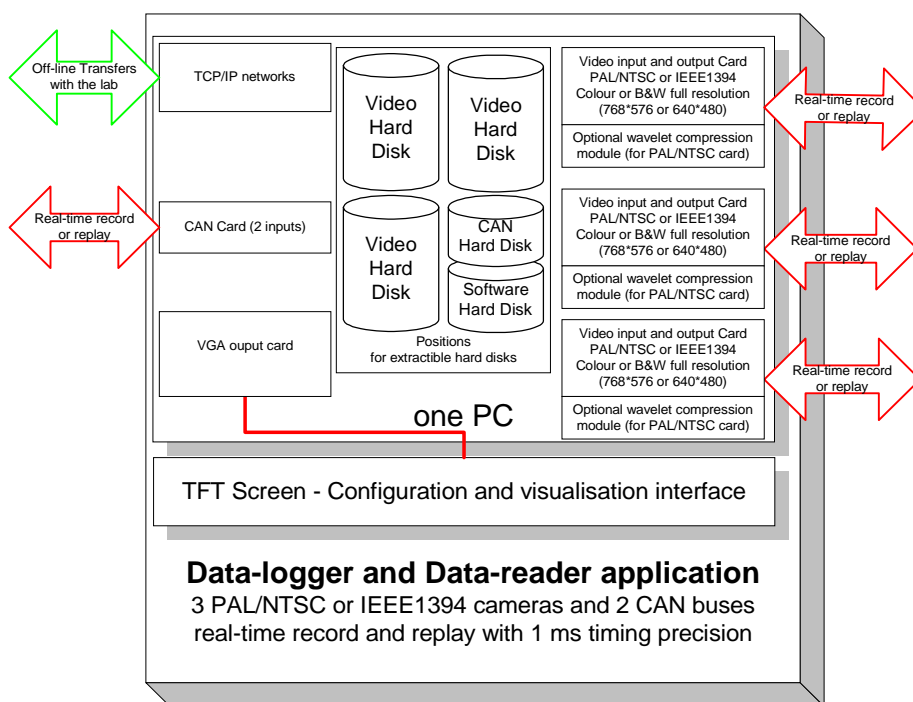 Off-line Transfers
with the lab
TCP/IP networks
Real-time record
or replay
CAN Card (2 inputs)
VGA ouput card
Video
Hard
Disk
Video
Hard
Disk
Video
Hard
Disk
CAN
Hard Disk
Software
Hard Disk
Positions
for extractible hard disks
Video input and output Card
PAL/NTSC or IEEE1394
Colour or B&W full resolution
(768*576 or 640*480)
Optional wavelet compression
module (for PAL/NTSC card)
Real-time record
or replay
Video input and output Card
PAL/NTSC or IEEE1394
Colour or B&W full resolution
(768*576 or 640*480)
Optional wavelet compression
module (for PAL/NTSC card)
Real-time record
or replay
Video input and output Card
PAL/NTSC or IEEE1394
Colour or B&W full resolution
(768*576 or 640*480)
Optional wavelet compression
module (for PAL/NTSC card)
Real-time record
or replay
one PC
TFT Screen - Configuration and visualisation interface
Data-logger and Data-reader application
3 PAL/NTSC or IEEE1394 cameras and 2 CAN buses
real-time record and replay with 1 ms timing precision